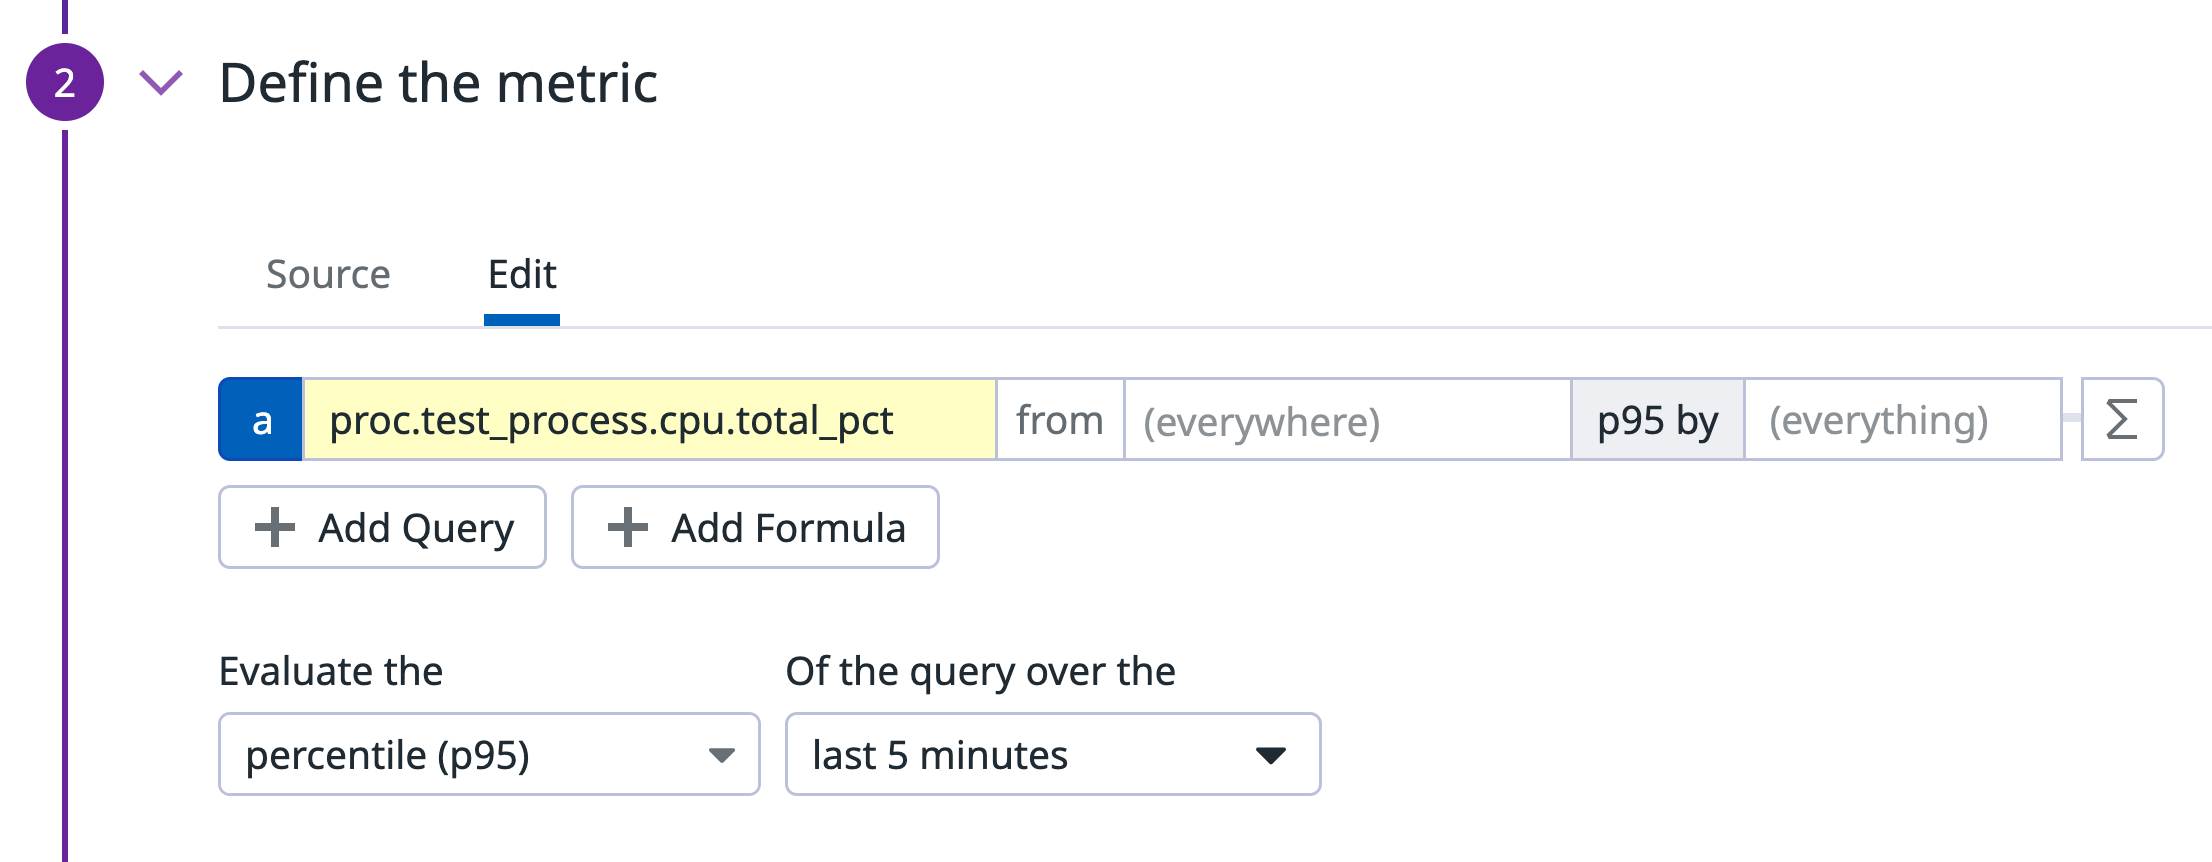 2 Define the metric
Source Edit
a proc.test_process.cpu.total_pct from (everywhere) p95 by (everything) Σ
+ Add Query + Add Formula
Evaluate the Of the query over the
percentile (p95) last 5 minutes